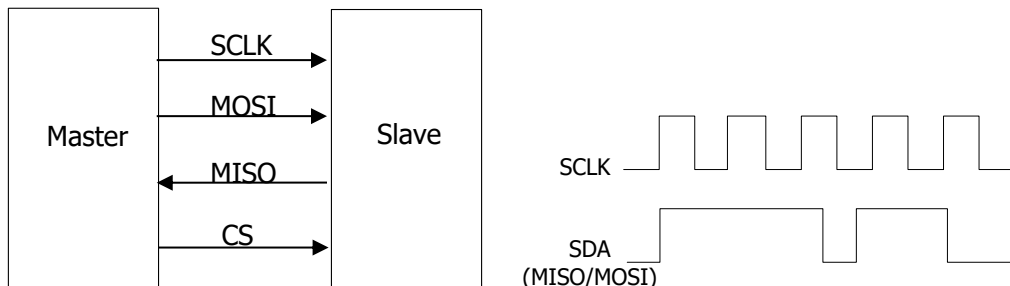 SCLK
MOSI
Master
Slave
MISO
CS
SCLK
SDA
(MISO/MOSI)